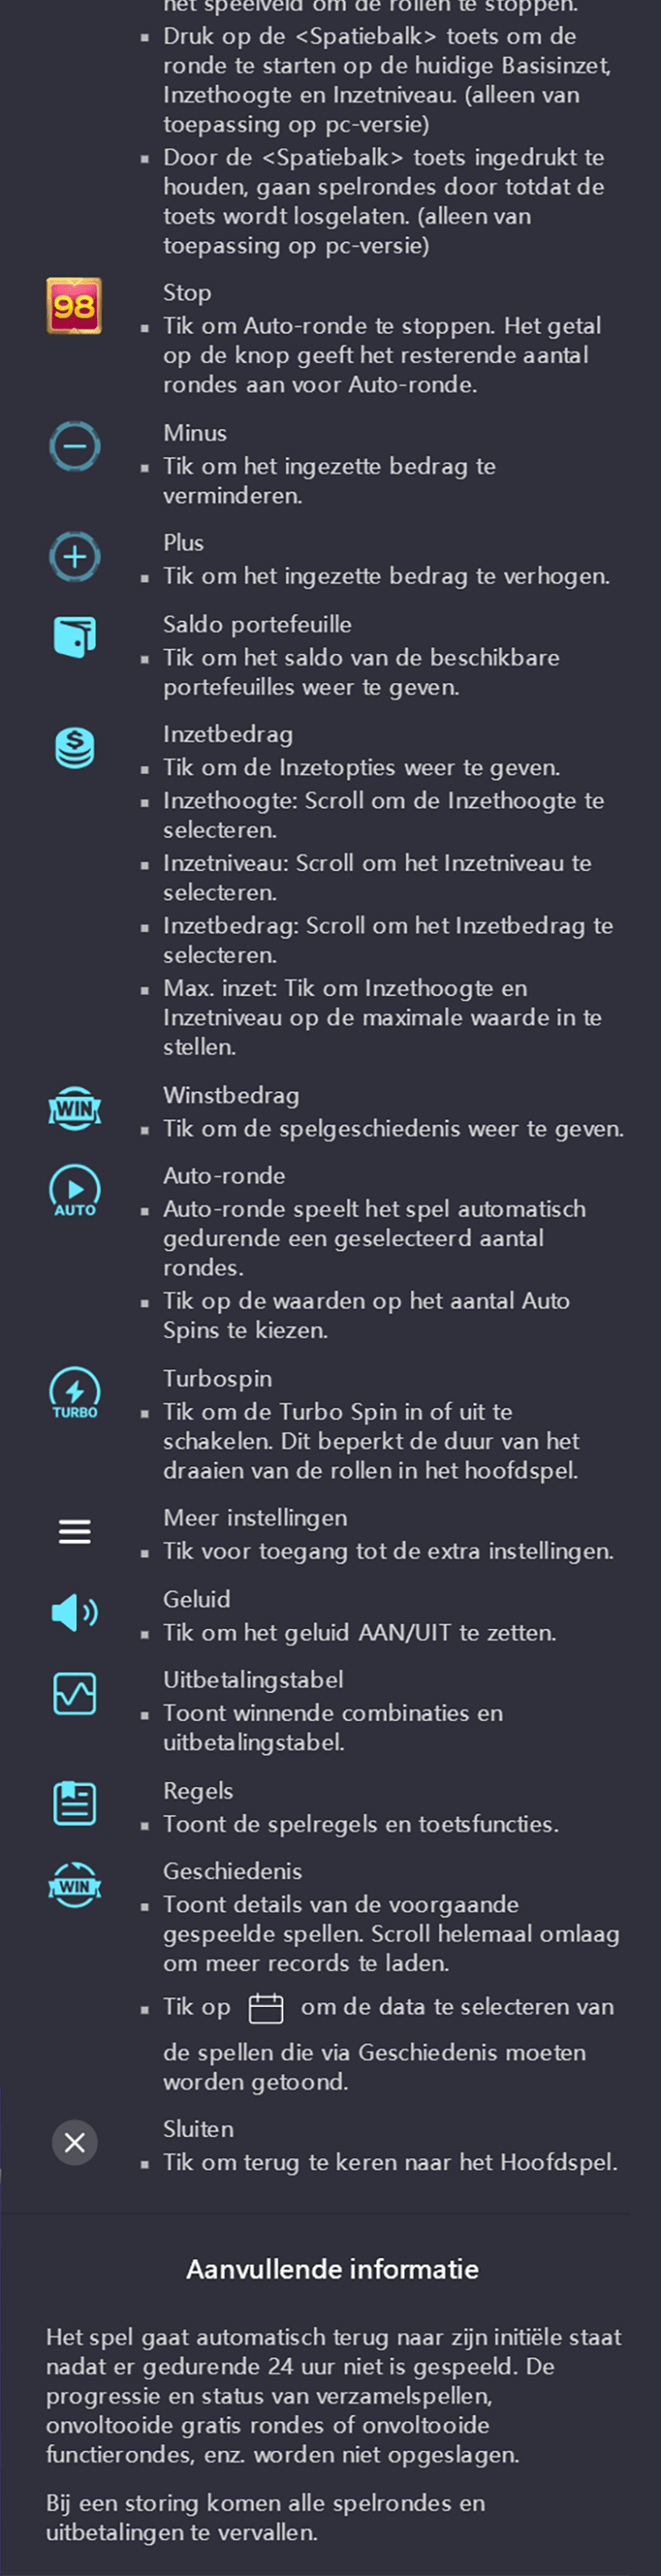 het speelveld om de rollen te stoppen.
Druk op de <Spatiebalk> toets om de
ronde te starten op de huidige Basisinzet,
Inzethoogte en Inzetniveau. (alleen van
toepassing op pc-versie)
Door de <Spatiebalk> toets ingedrukt te
houden, gaan spelrondes door totdat de
toets wordt losgelaten. (alleen van
toepassing op pc-versie)
98
Stop
Tik om Auto-ronde te stoppen. Het getal
op de knop geeft het resterende aantal
rondes aan voor Auto-ronde.
Minus
Tik om het ingezette bedrag te
verminderen.
Plus
Tik om het ingezette bedrag te verhogen.
Saldo portefeuille
Tik om het saldo van de beschikbare
portefeuilles weer te geven.
Inzetbedrag
Tik om de Inzetopties weer te geven.
Inzethoogte: Scroll om de Inzethoogte te
selecteren.
Inzetniveau: Scroll om het Inzetniveau te
selecteren.
Inzetbedrag: Scroll om het Inzetbedrag te
selecteren.
Max. inzet: Tik om Inzethoogte en
Inzetniveau op de maximale waarde in te
stellen.
WIN
Winstbedrag
Tik om de spelgeschiedenis weer te geven.
AUTO
Auto-ronde
Auto-ronde speelt het spel automatisch
gedurende een geselecteerd aantal
rondes.
Tik op de waarden op het aantal Auto
Spins te kiezen.
TURBO
Turbospin
Tik om de Turbo Spin in of uit te
schakelen. Dit beperkt de duur van het
draaien van de rollen in het hoofdspel.
Meer instellingen
Tik voor toegang tot de extra instellingen.
Geluid
Tik om het geluid AAN/UIT te zetten.
Uitbetalingstabel
Toont winnende combinaties en
uitbetalingstabel.
Regels
Toont de spelregels en toetsfuncties.
WIN
Geschiedenis
Toont details van de voorgaande
gespeelde spellen. Scroll helemaal omlaag
om meer records te laden.
Tik op om de data te selecteren van
de spellen die via Geschiedenis moeten
worden getoond.
Sluiten
Tik om terug te keren naar het Hoofdspel.
Aanvullende informatie
Het spel gaat automatisch terug naar zijn initiële staat
nadat er gedurende 24 uur niet is gespeeld. De
progressie en status van verzamelspellen,
onvoltooide gratis rondes of onvoltooide
functierondes, enz. worden niet opgeslagen.
Bij een storing komen alle spelrondes en
uitbetalingen te vervallen.